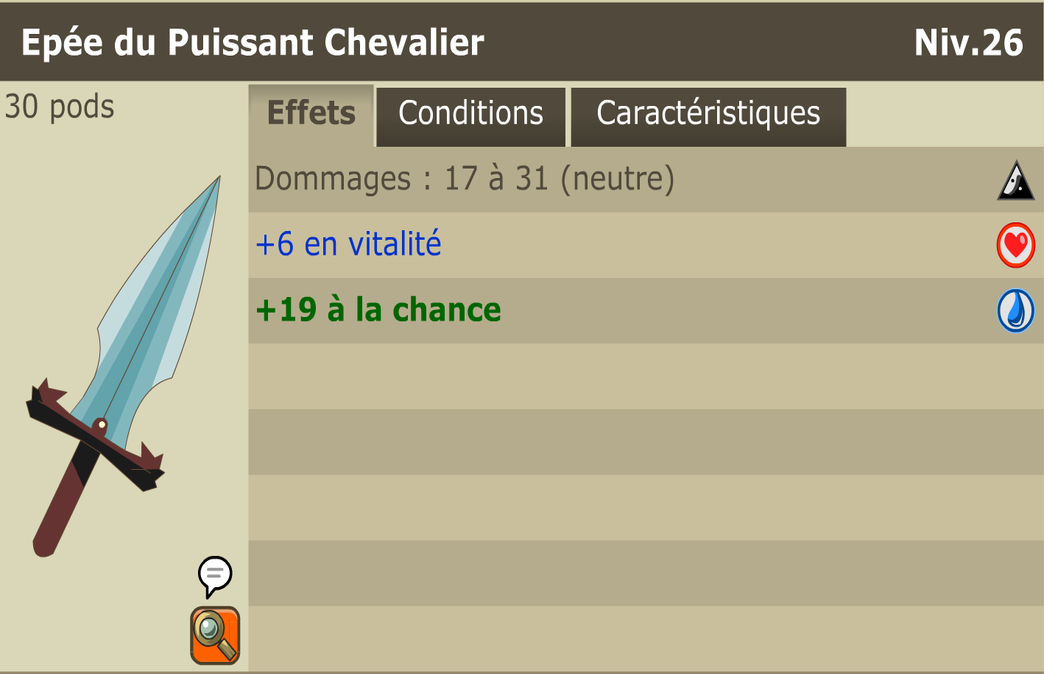 Epée du Puissant Chevalier Niv.26
30 pods
Effets Conditions Caractéristiques
Dommages : 17 à 31 (neutre)
+6 en vitalité
+19 à la chance